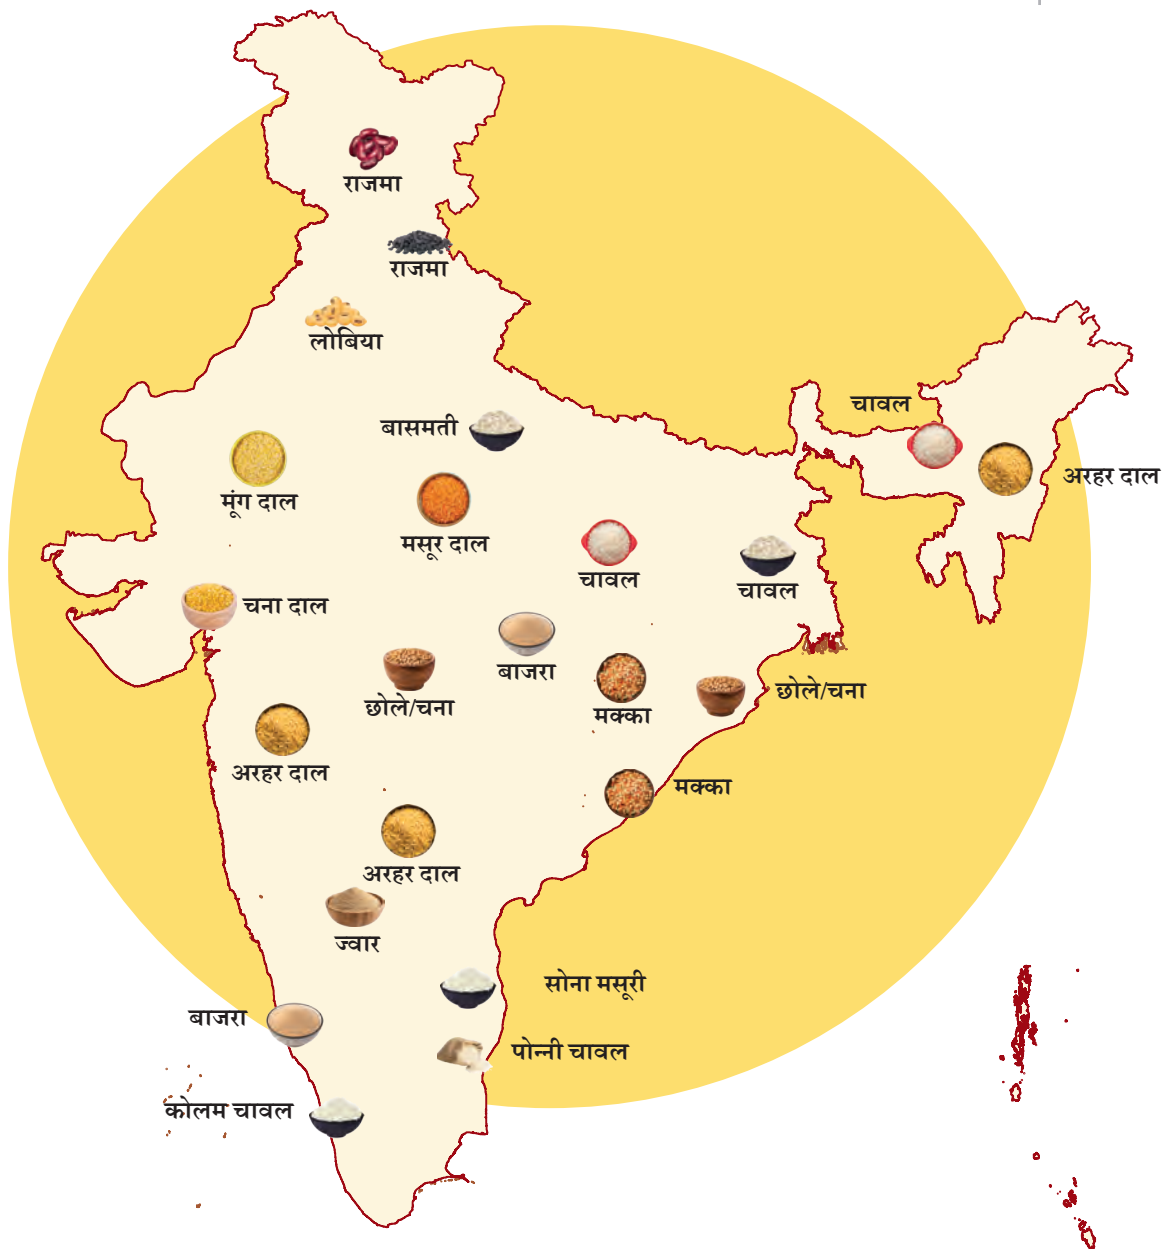 राजमा
राजमा
लोबिया
चावल
बासमती
अरहर दाल
मूंग दाल
मसूर दाल
चावल
चावल
चना दाल
बाजरा
छोले/चना
छोले/चना
मक्का
अरहर दाल
मक्का
अरहर दाल
ज्वार
सोना मसूरी
बाजरा
पोन्नी चावल
कोलम चावल